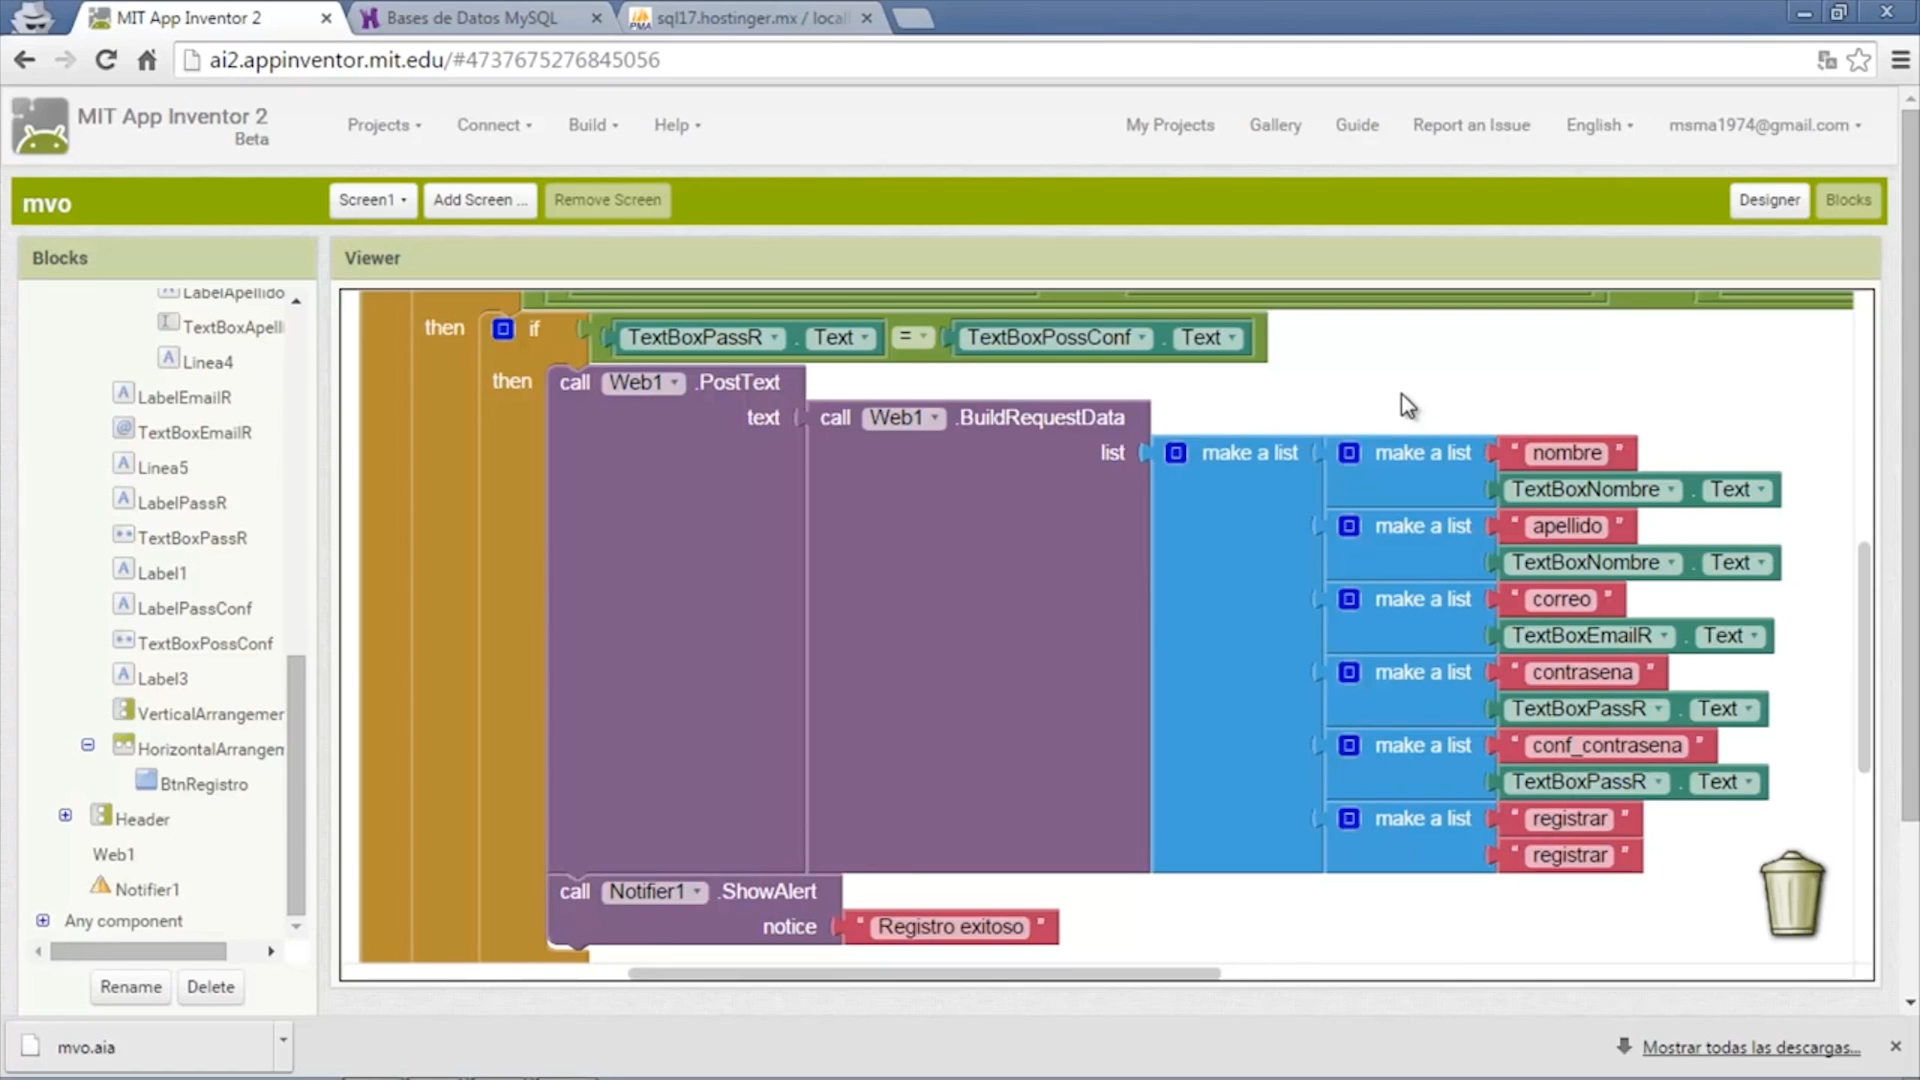 MIT App Inventor 2
Bases de Datos MySQL
sql17.hostinger.mx / locall
ai2.appinventor.mit.edu/#4737675276845056
MIT App Inventor 2
Beta
Projects
Connect
Build
Help
My Projects
Gallery
Guide
Report an Issue
English
msma1974@gmail.com
mvo
Screen1
Add Screen ...
Remove Screen
Designer
Blocks
Blocks
Viewer
LabelApellido
TextBoxApelli
Linea4
LabelEmailR
TextBoxEmailR
Linea5
LabelPassR
TextBoxPassR
Label1
LabelPassConf
TextBoxPossConf
Label3
VerticalArrangemer
HorizontalArrangen
BtnRegistro
Header
Web1
Notifier1
Any component
Rename
Delete
then if TextBoxPassR . Text = TextBoxPossConf . Text
then call Web1 .PostText
text call Web1 .BuildRequestData
list make a list make a list " nombre "
TextBoxNombre . Text
make a list " apellido "
TextBoxNombre . Text
make a list " correo "
TextBoxEmailR . Text
make a list " contrasena "
TextBoxPassR . Text
make a list " conf_contrasena "
TextBoxPassR . Text
make a list " registrar "
" registrar "
call Notifier1 .ShowAlert
notice " Registro exitoso "
mvo.aia
Mostrar todas las descargas...